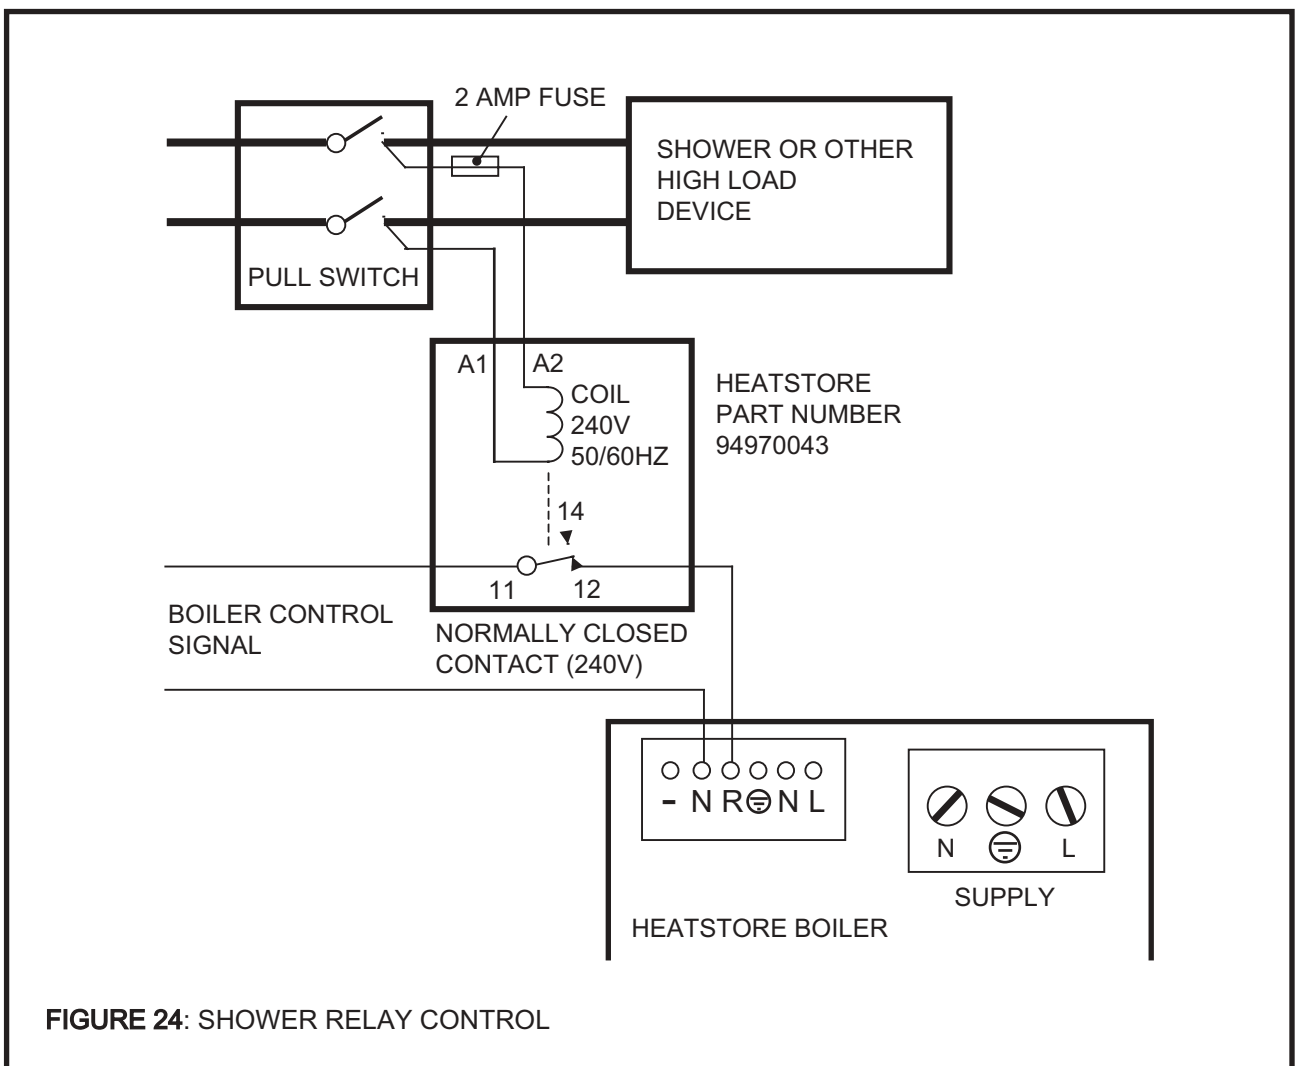 2 AMP FUSE
SHOWER OR OTHER
HIGH LOAD
DEVICE
PULL SWITCH
A1
A2
COIL
240V
50/60HZ
HEATSTORE
PART NUMBER
94970043
14
11
12
BOILER CONTROL
SIGNAL
NORMALLY CLOSED
CONTACT (240V)
- N R N L
N L
SUPPLY
HEATSTORE BOILER
FIGURE 24: SHOWER RELAY CONTROL